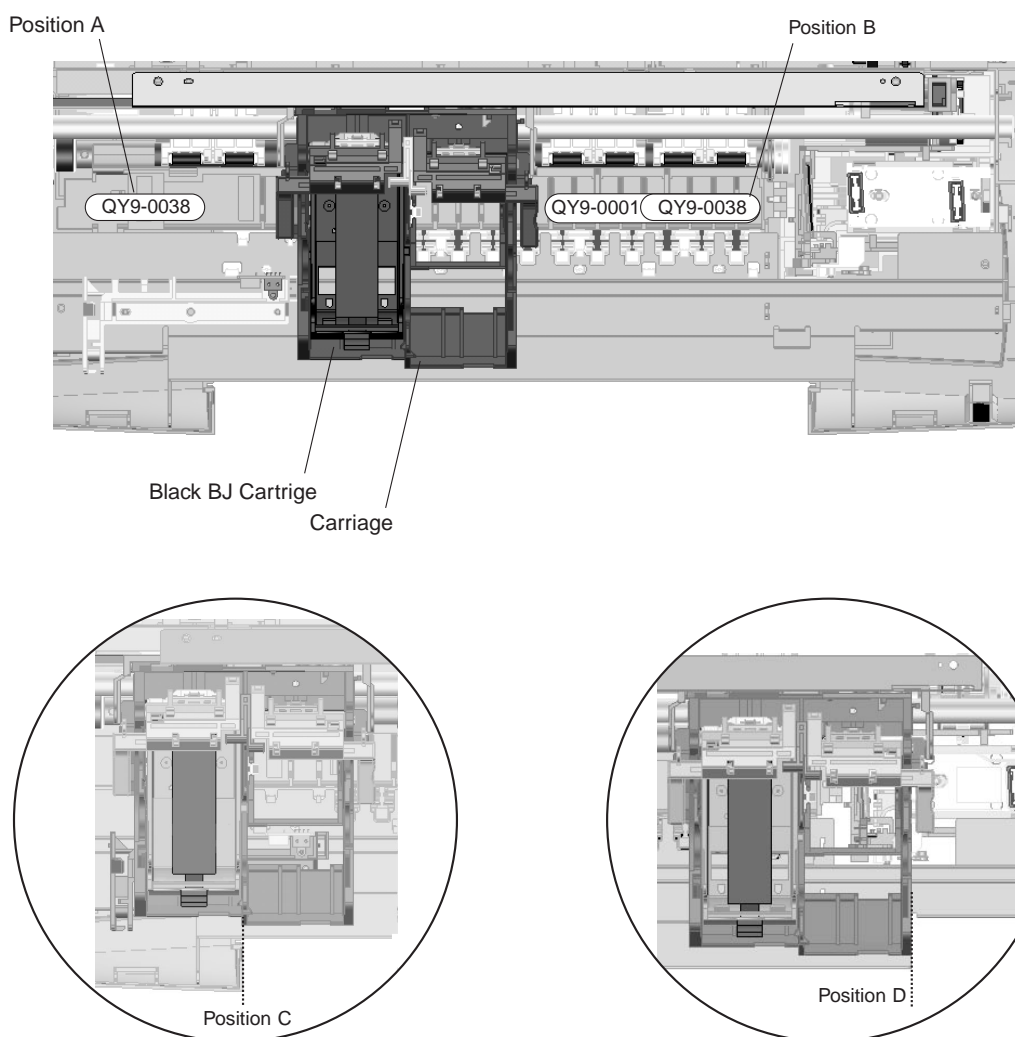 Position A
Position B
QY9-0038
QY9-0001
QY9-0038
Black BJ Cartrige
Carriage
Position C
Position D